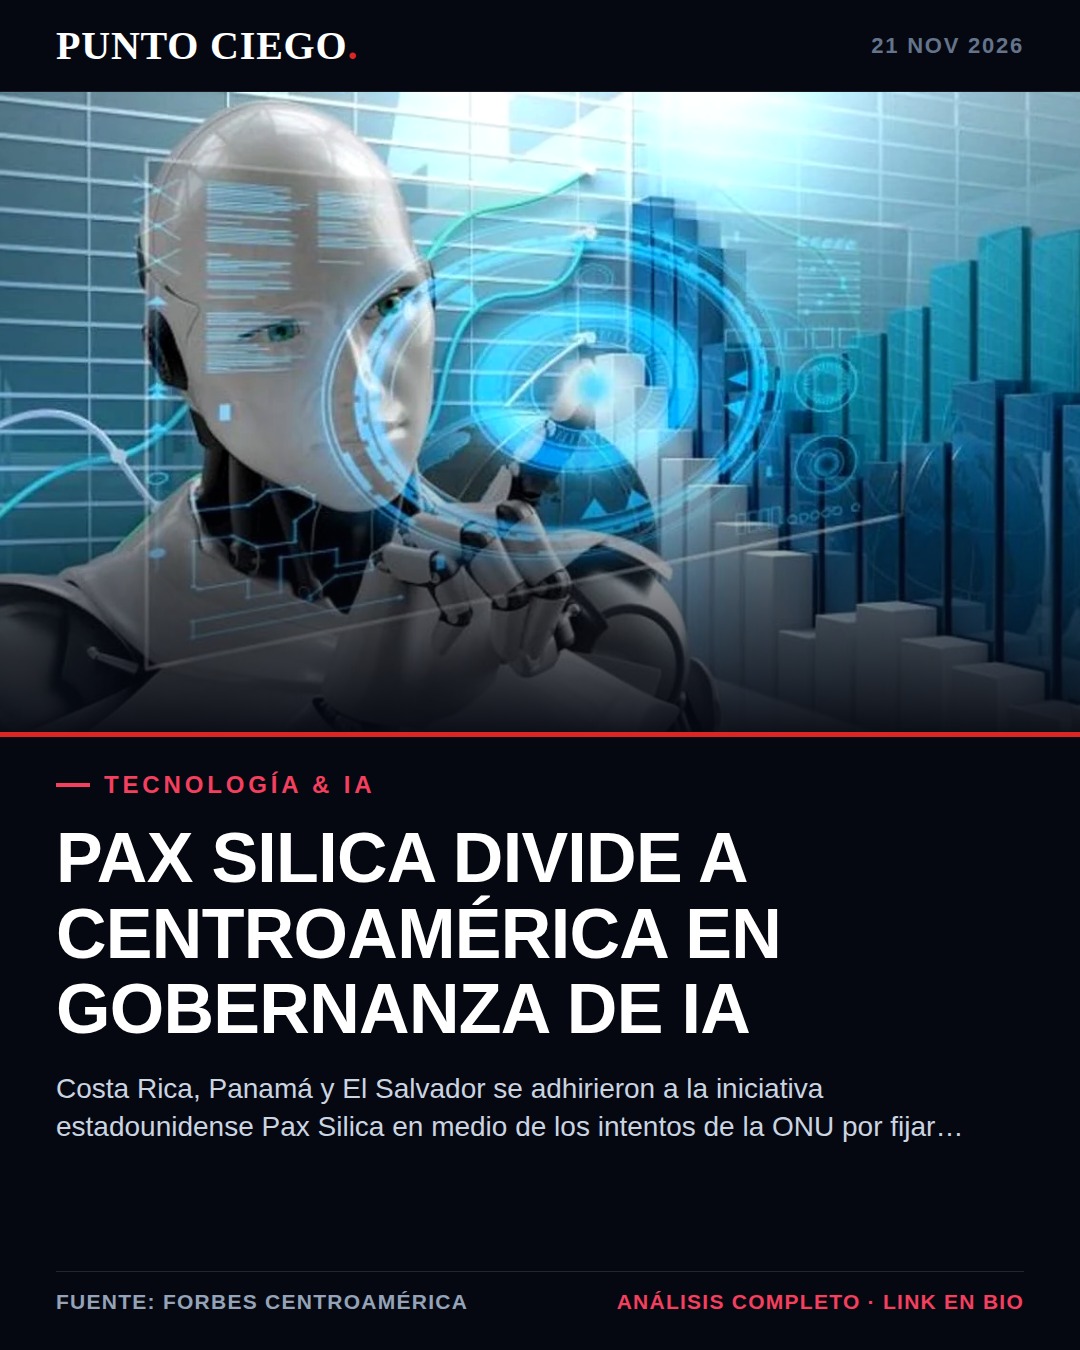 PUNTO CIEGO.
21 NOV 2026
TECNOLOGÍA & IA
PAX SILICA DIVIDE A
CENTROAMÉRICA EN
GOBERNANZA DE IA
Costa Rica, Panamá y El Salvador se adhirieron a la iniciativa
estadounidense Pax Silica en medio de los intentos de la ONU por fijar…
FUENTE: FORBES CENTROAMÉRICA
ANÁLISIS COMPLETO · LINK EN BIO